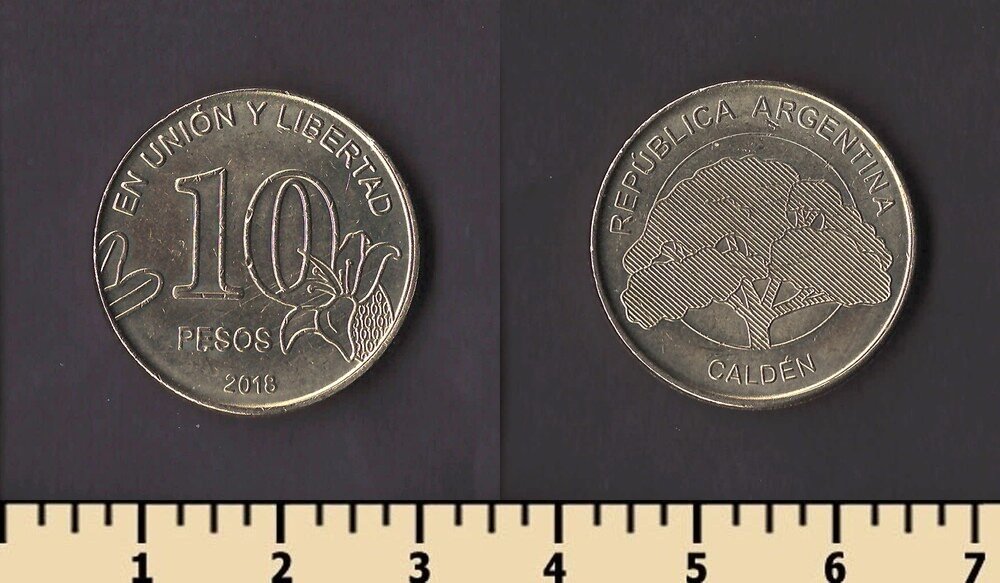 EN UNIÓN Y LIBERTAD
10
PESOS
2018
REPÚBLICA ARGENTINA
CALDÉN
1 2 3 4 5 6 7